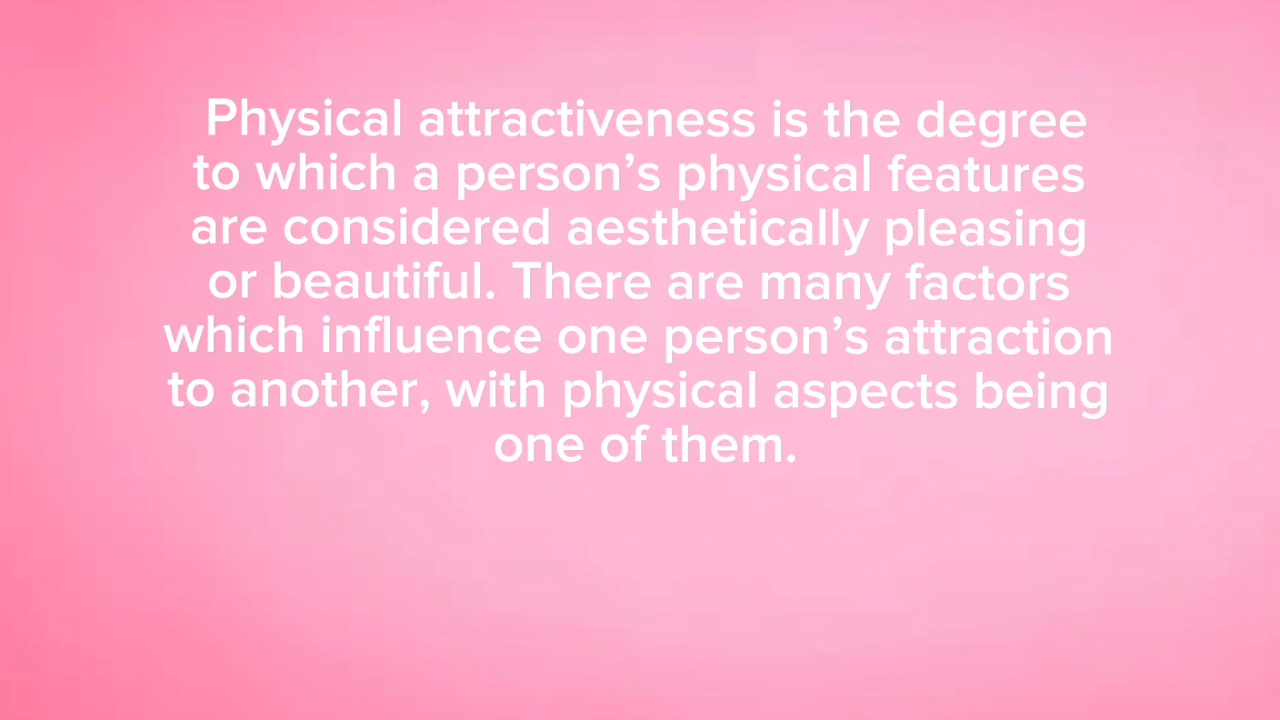 Physical attractiveness is the degree
to which a person’s physical features
are considered aesthetically pleasing
or beautiful. There are many factors
which influence one person’s attraction
to another, with physical aspects being
one of them.